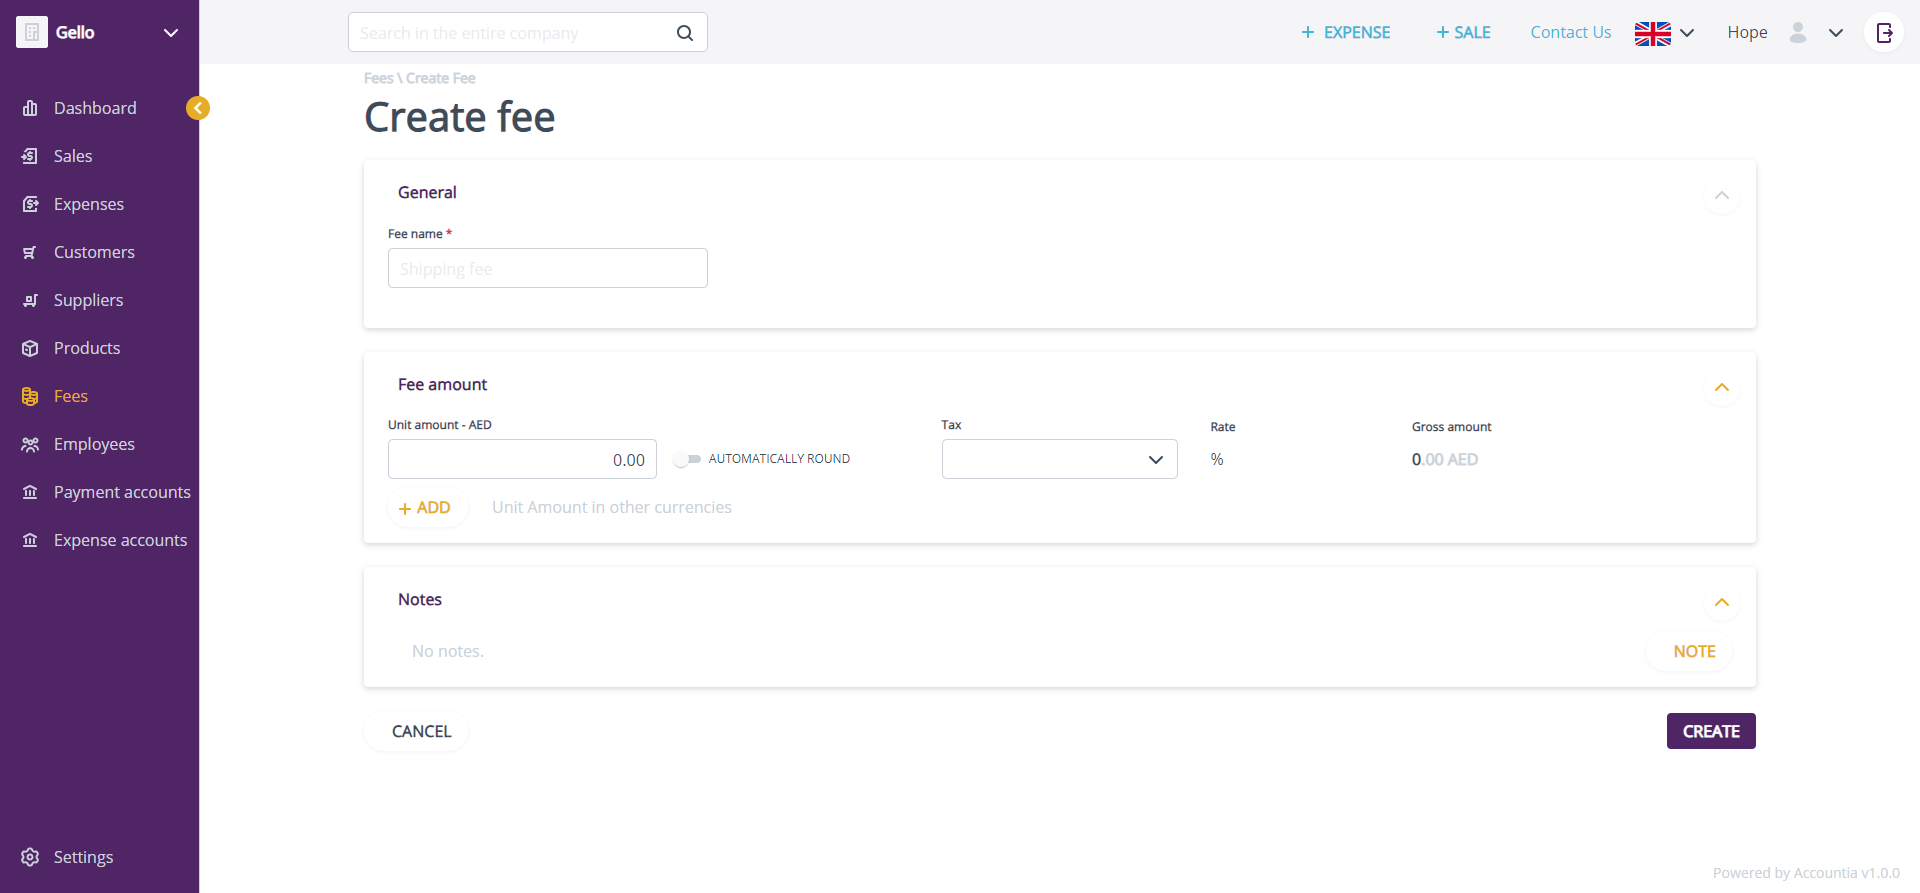 Gello
Search in the entire company
+ EXPENSE
+ SALE
Contact Us
Hope
Dashboard
Sales
Expenses
Customers
Suppliers
Products
Fees
Employees
Payment accounts
Expense accounts
Settings
Fees \ Create Fee
Create fee
General
Fee name *
Shipping fee
Fee amount
Unit amount - AED
Tax
Rate
Gross amount
0.00
AUTOMATICALLY ROUND
%
0.00 AED
+ ADD
Unit Amount in other currencies
Notes
No notes.
NOTE
CANCEL
CREATE
Powered by Accountia v1.0.0